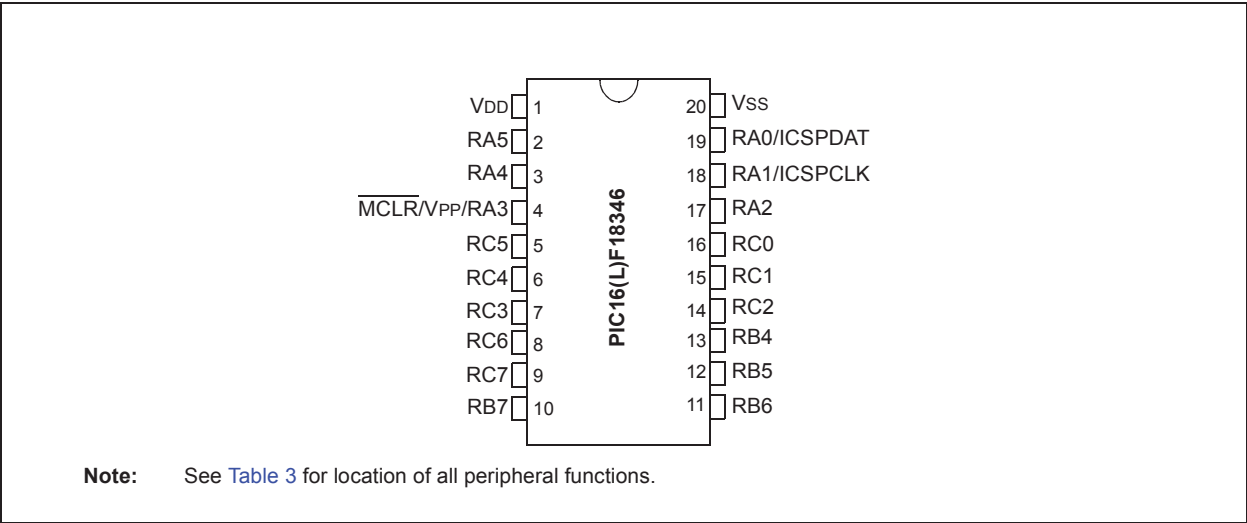 VDD 1 20 VSS
RA5 2 19 RA0/ICSPDAT
RA4 3 18 RA1/ICSPCLK
MCLR/VPP/RA3 4 17 RA2
RC5 5 16 RC0
RC4 6 15 RC1
RC3 7 14 RC2
RC6 8 13 RB4
RC7 9 12 RB5
RB7 10 11 RB6
PIC16(L)F18346
Note: See Table 3 for location of all peripheral functions.